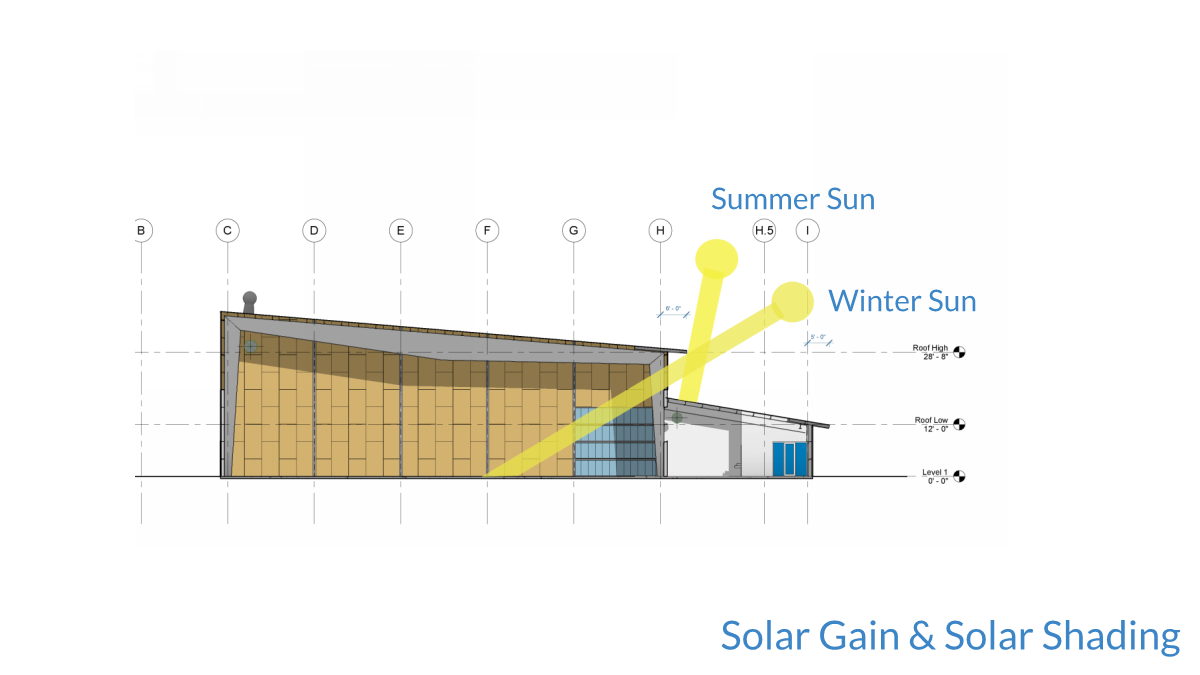 Summer Sun
B C D E F G H H.5 I
Winter Sun
6' - 0"
5' - 0"
Roof High
28' - 8"
Roof Low
12' - 0"
Level 1
0' - 0"
Solar Gain & Solar Shading